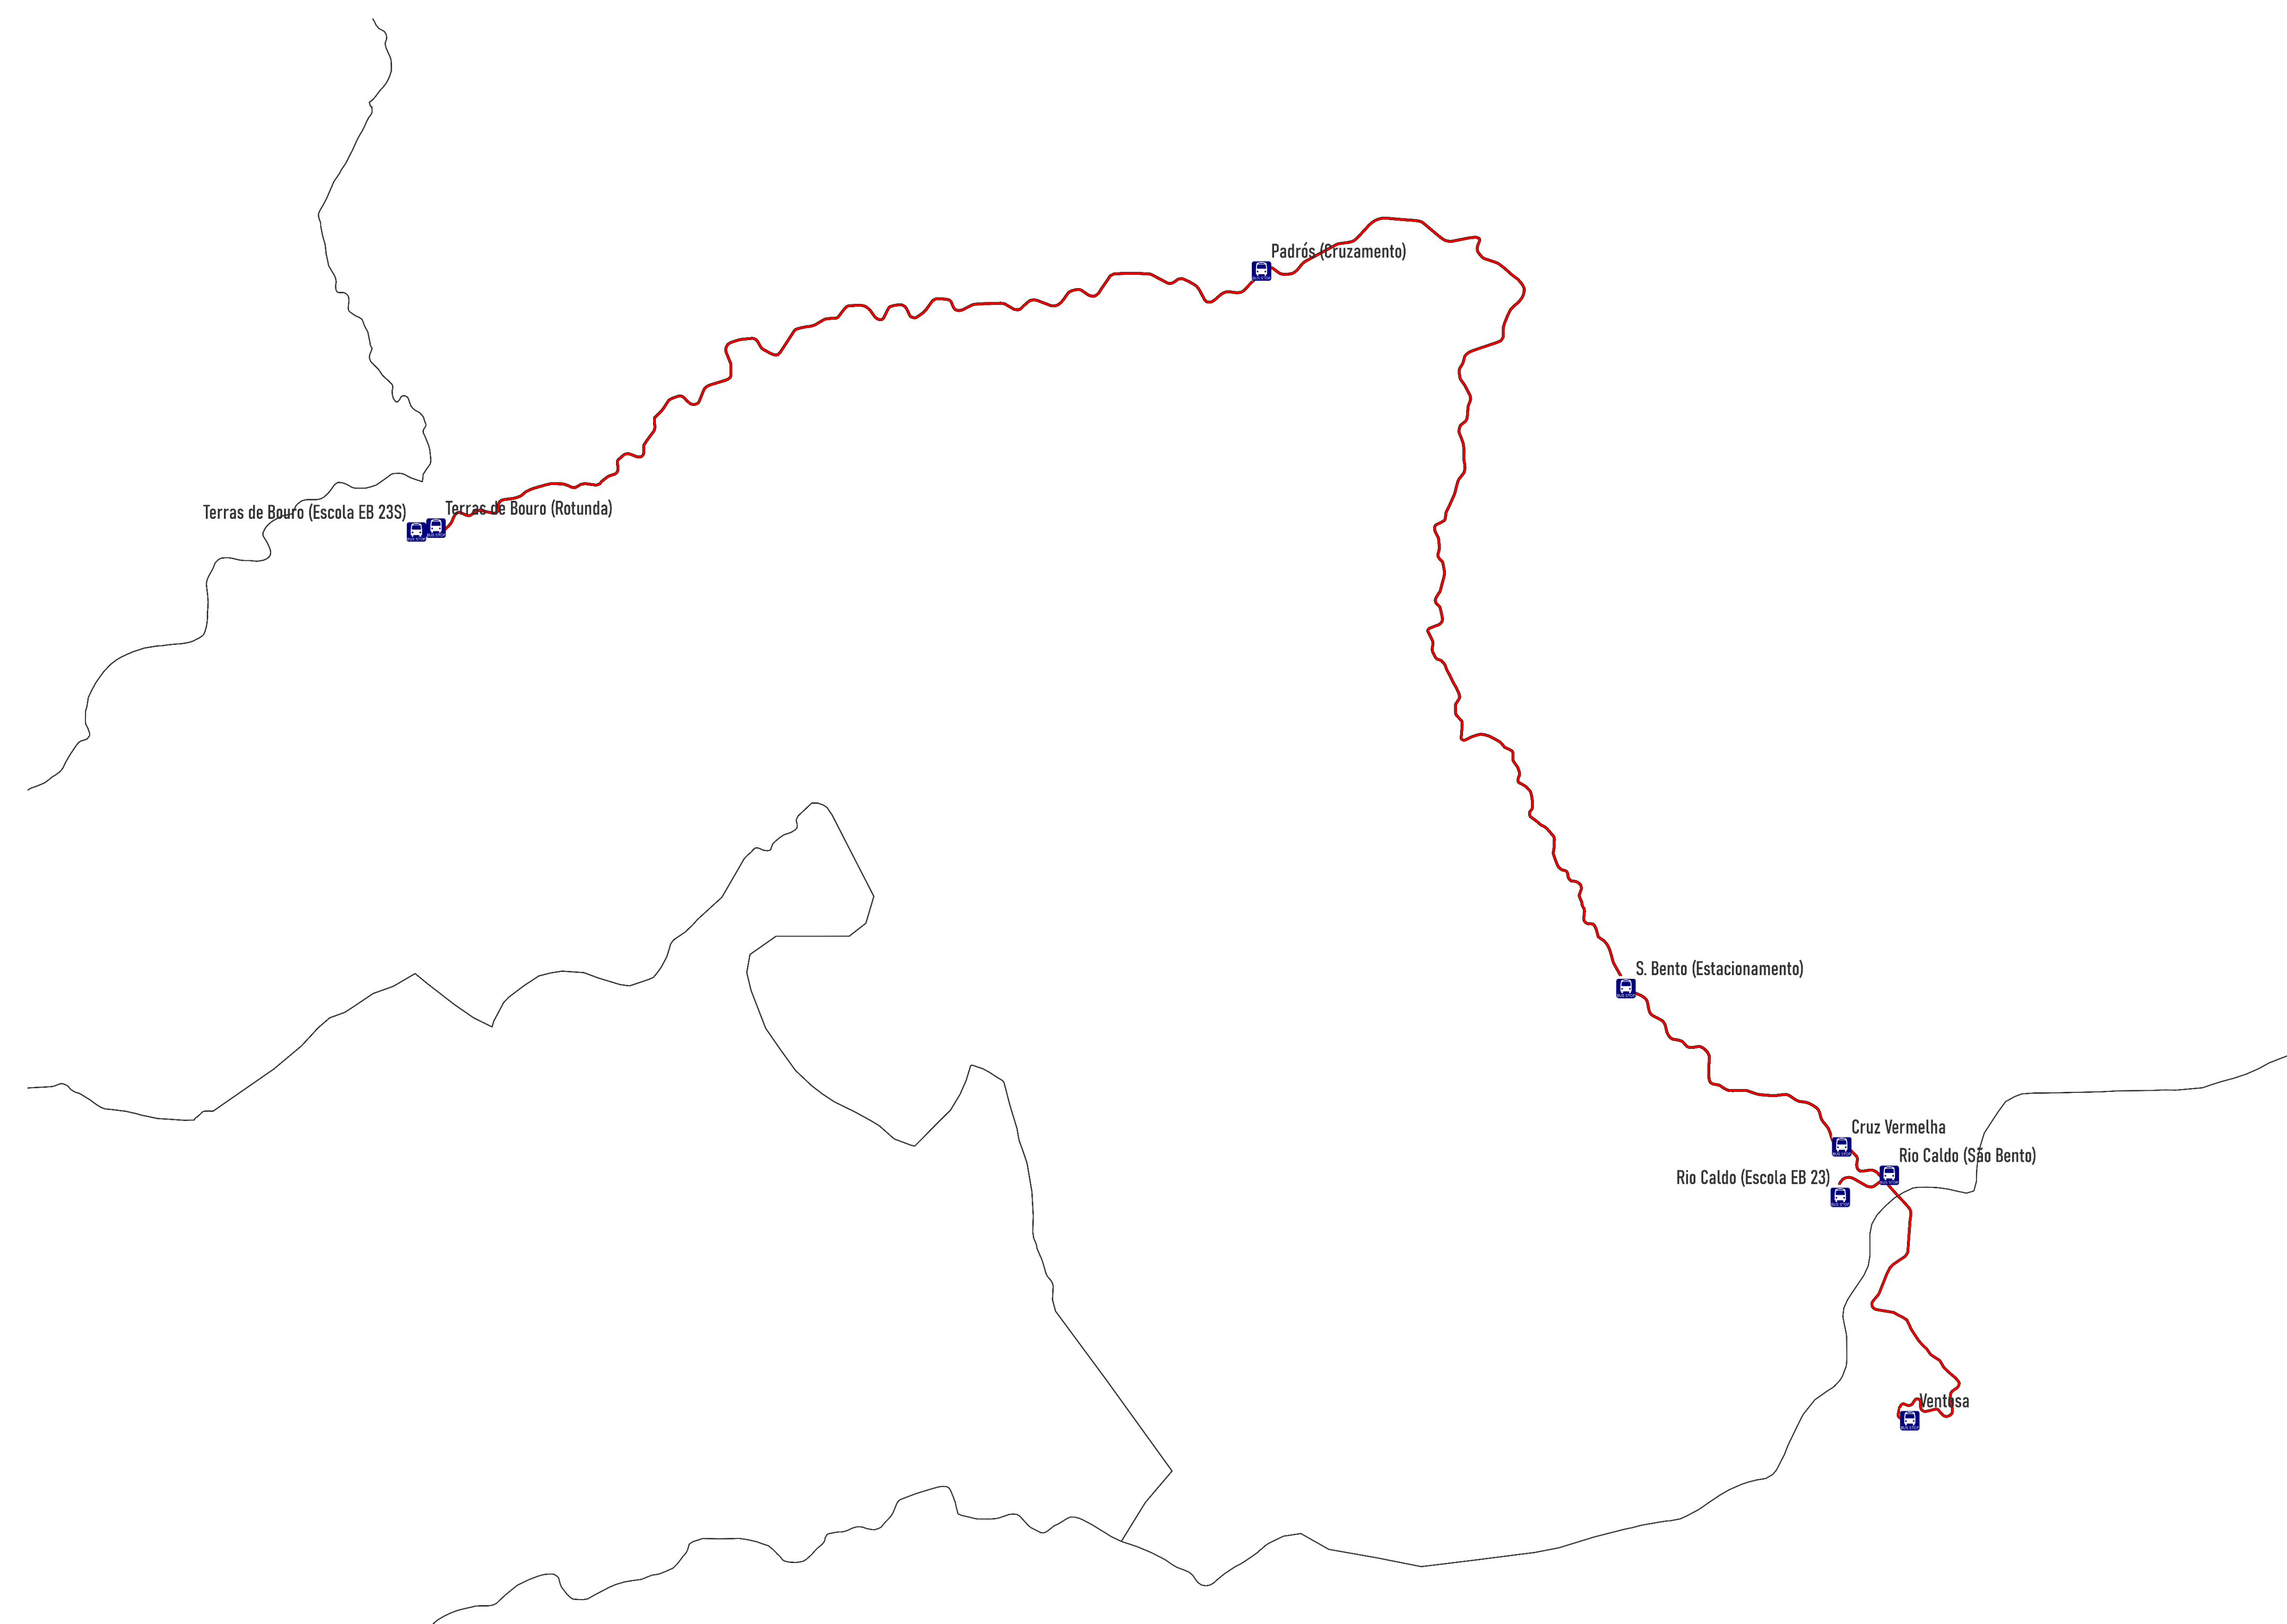 Padrós (Cruzamento)
Terras de Bouro (Escola EB 23S)
Terras de Bouro (Rotunda)
S. Bento (Estacionamento)
Cruz Vermelha
Rio Caldo (São Bento)
Rio Caldo (Escola EB 23)
Ventosa